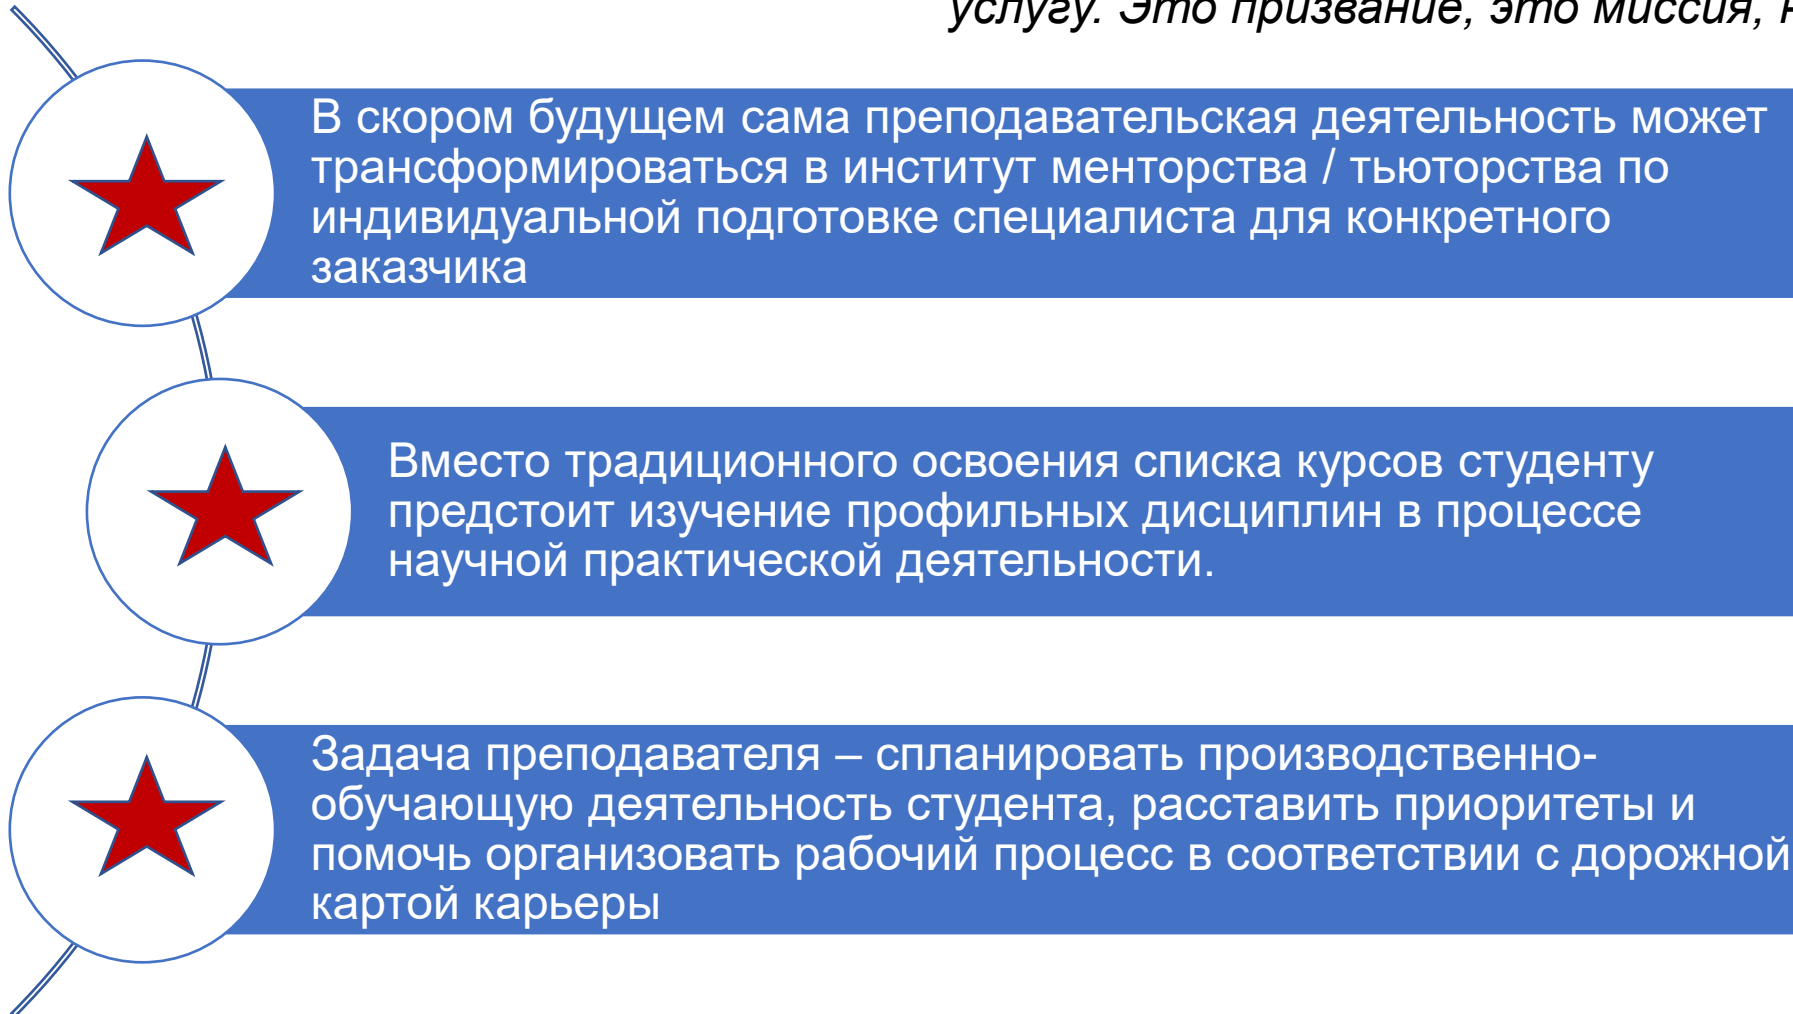 услугу. Это призвание, это миссия,
В скором будущем сама преподавательская деятельность может
трансформироваться в институт менторства / тьюторства по
индивидуальной подготовке специалиста для конкретного
заказчика
Вместо традиционного освоения списка курсов студенту
предстоит изучение профильных дисциплин в процессе
научной практической деятельности.
Задача преподавателя – спланировать производственно-
обучающую деятельность студента, расставить приоритеты и
помочь организовать рабочий процесс в соответствии с дорожной
картой карьеры